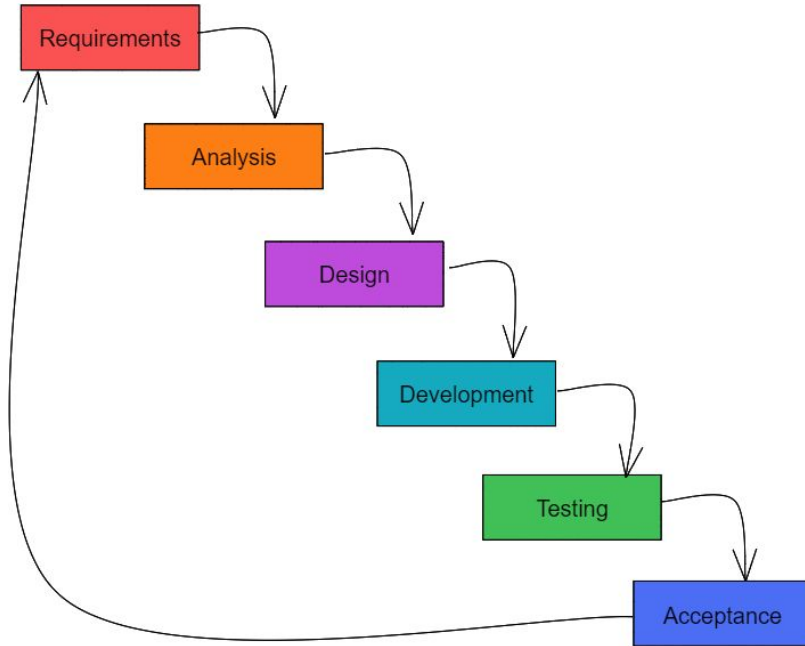 Requirements
Analysis
Design
Development
Testing
Acceptance